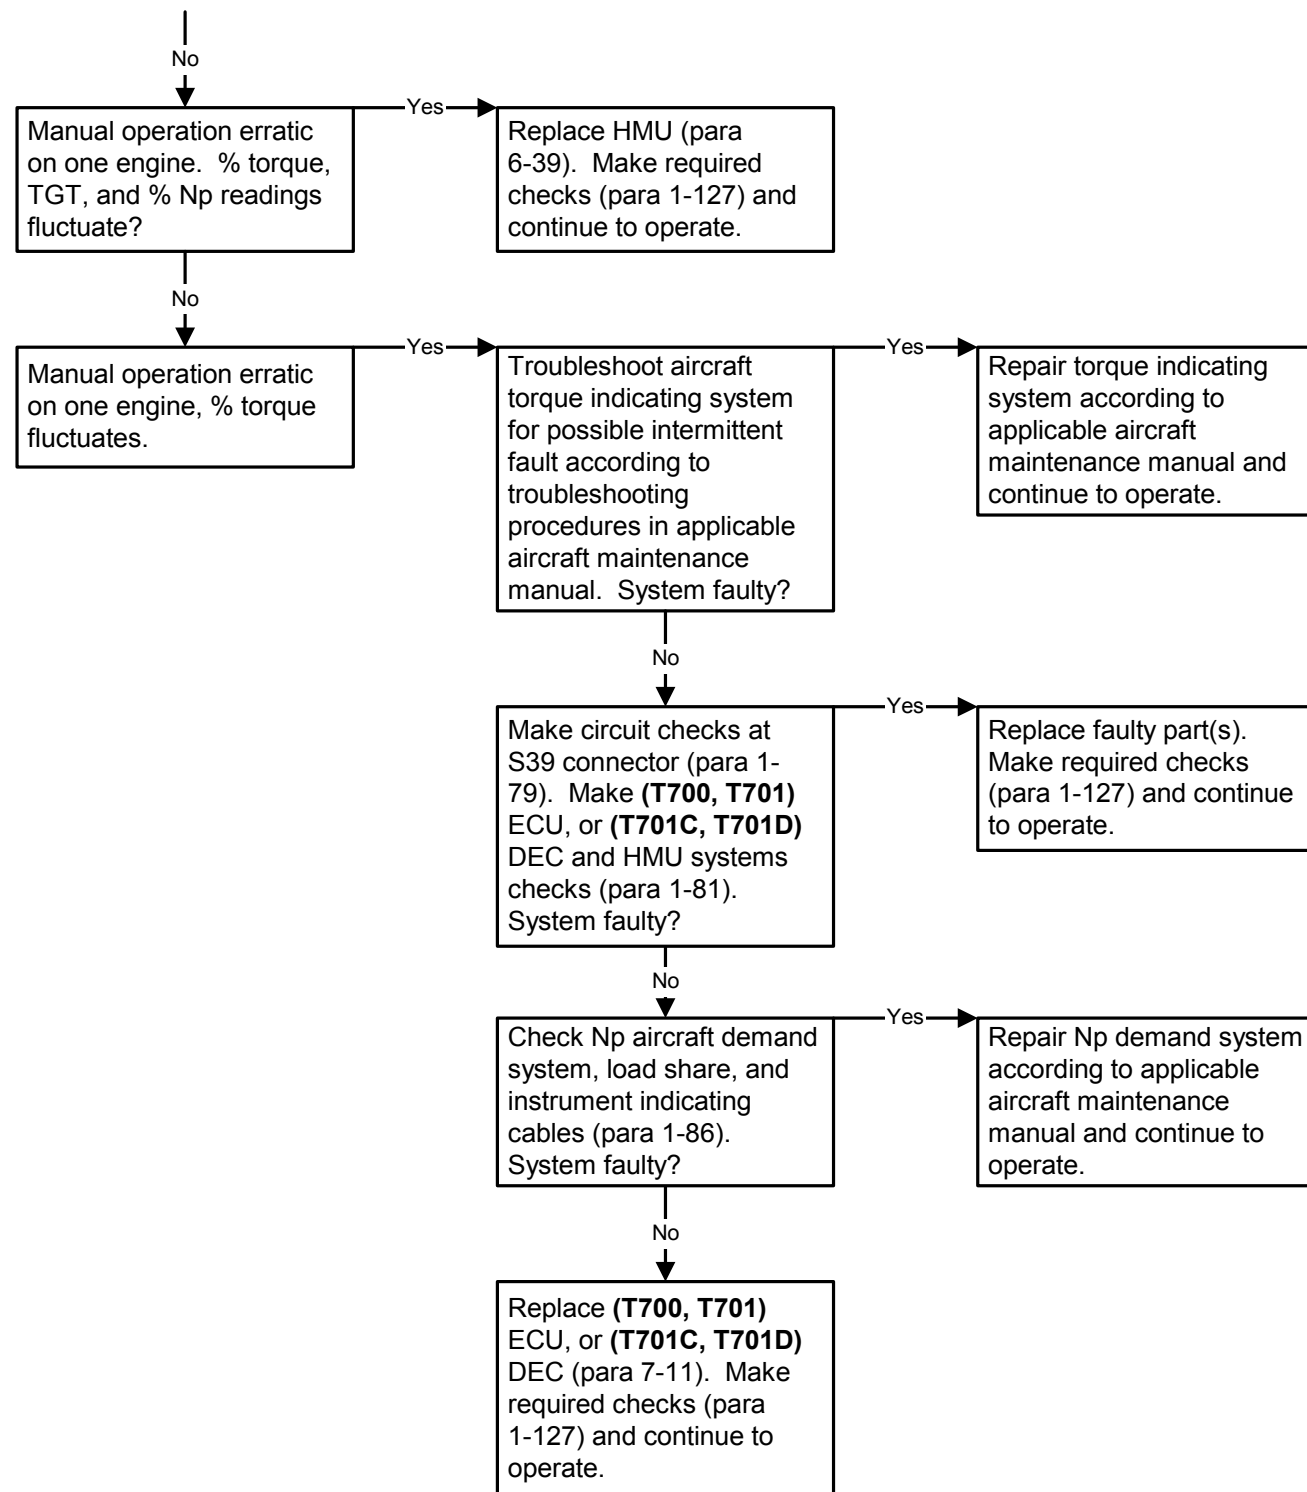 No
Manual operation erratic
on one engine.  % torque,
TGT, and % Np readings
fluctuate?
Yes
Replace HMU (para
6-39).  Make required
checks (para 1-127) and
continue to operate.
No
Manual operation erratic
on one engine, % torque
fluctuates.
Yes
Troubleshoot aircraft
torque indicating system
for possible intermittent
fault according to
troubleshooting
procedures in applicable
aircraft maintenance
manual.  System faulty?
Yes
Repair torque indicating
system according to
applicable aircraft
maintenance manual and
continue to operate.
No
Make circuit checks at
S39 connector (para 1-
79).  Make (T700, T701)
ECU, or (T701C, T701D)
DEC and HMU systems
checks (para 1-81).
System faulty?
Yes
Replace faulty part(s).
Make required checks
(para 1-127) and continue
to operate.
No
Check Np aircraft demand
system, load share, and
instrument indicating
cables (para 1-86).
System faulty?
Yes
Repair Np demand system
according to applicable
aircraft maintenance
manual and continue to
operate.
No
Replace (T700, T701)
ECU, or (T701C, T701D)
DEC (para 7-11).  Make
required checks (para
1-127) and continue to
operate.